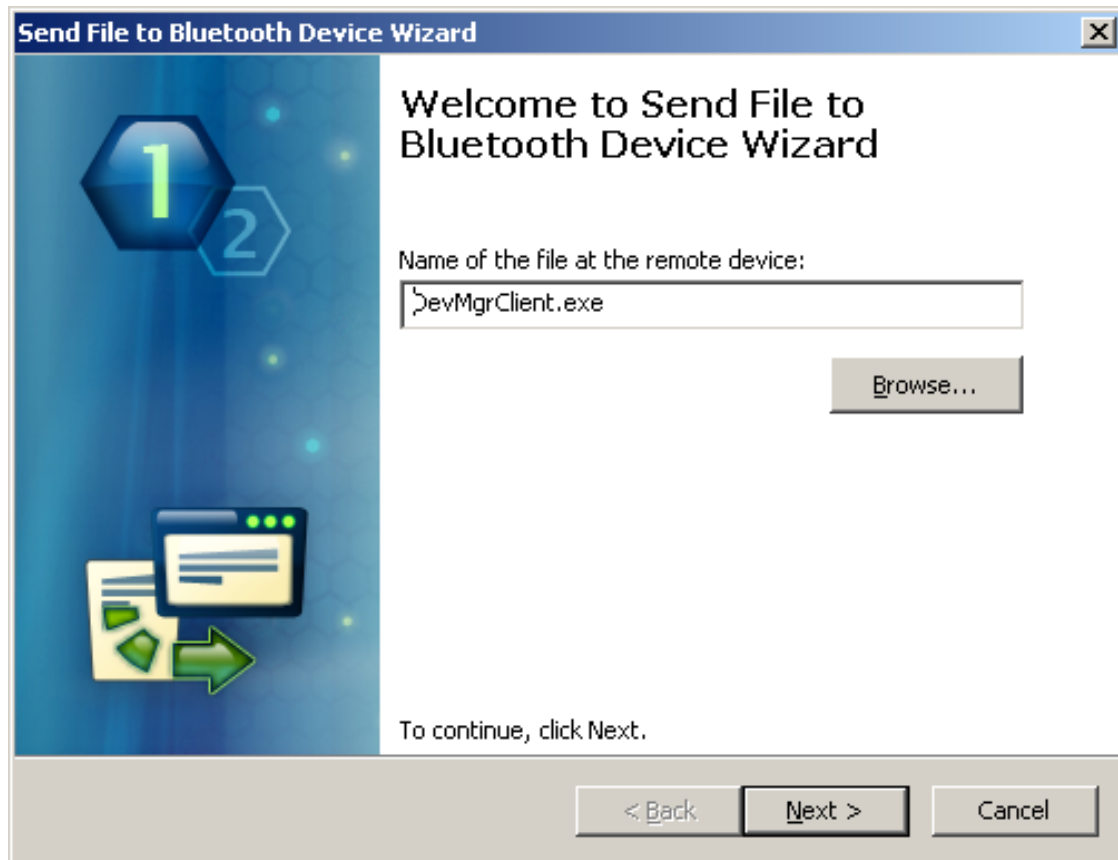 Send File to Bluetooth Device Wizard
1
2
Welcome to Send File to
Bluetooth Device Wizard
Name of the file at the remote device:
DevMgrClient.exe
Browse...
To continue, click Next.
< Back
Next >
Cancel